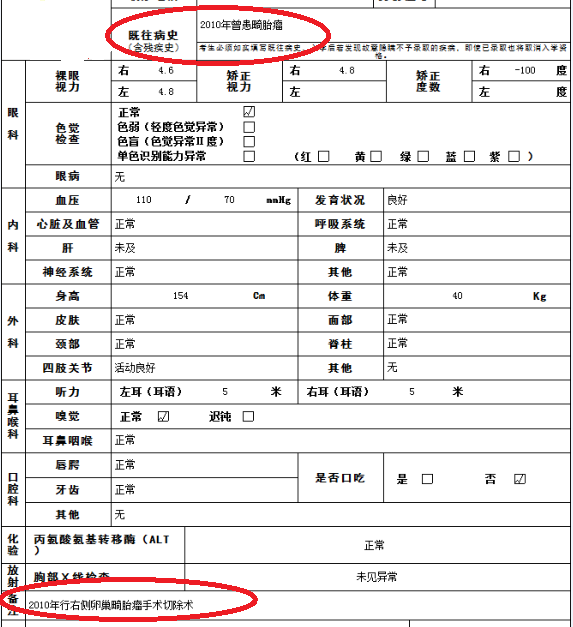 既往病史
(含残疾史)
2010年曾患畸胎瘤
考生必须如实填写既往病史,
学后若发现故意隐瞒不予录取的疾病,即使已录取也将取消入学资格。
眼科
裸眼视力 右 4.6 矫正视力 右 4.8 矫正度数 右 -100 度
左 4.8 左 左 度
色觉检查
正常 ☑
色弱(轻度色觉异常) □
色盲(色觉异常Ⅱ度) □
单色识别能力异常 □ (红 □ 黄 □ 绿 □ 蓝 □ 紫 □ )
眼病 无
内科
血压 110 / 70 mmHg 发育状况 良好
心脏及血管 正常 呼吸系统 正常
肝 未及 脾 未及
神经系统 正常 其他 正常
外科
身高 154 Cm 体重 40 Kg
皮肤 正常 面部 正常
颈部 正常 脊柱 正常
四肢关节 活动良好 其他 无
耳鼻喉科
听力 左耳(耳语) 5 米 右耳(耳语) 5 米
嗅觉 正常 ☑ 迟钝 □
耳鼻咽喉 正常
口腔科
唇腭 正常 是否口吃 是 □ 否 ☑
牙齿 正常
其他 无
化验
丙氨酸氨基转移酶(ALT) 正常
放射
胸部X线检查 未见异常
备注
2010年行右侧卵巢畸胎瘤手术切除术